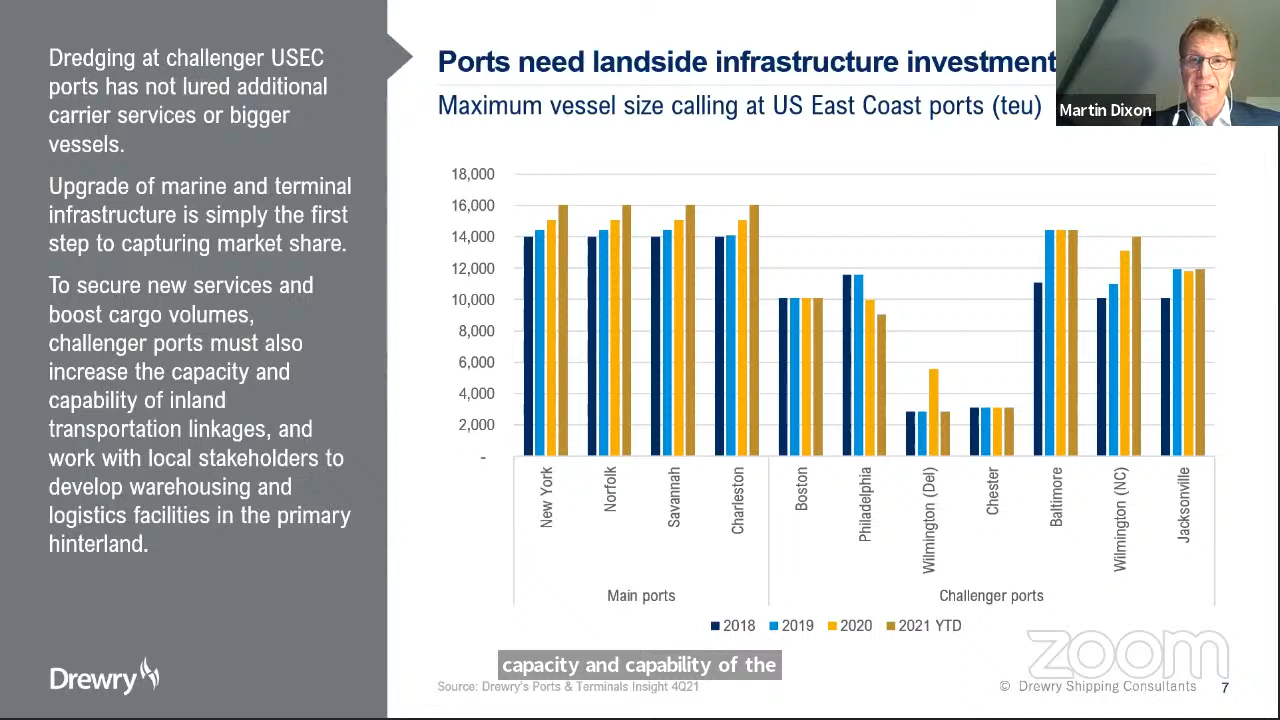 Dredging at challenger USEC
ports has not lured additional
carrier services or bigger
vessels.
Upgrade of marine and terminal
infrastructure is simply the first
step to capturing market share.
To secure new services and
boost cargo volumes,
challenger ports must also
increase the capacity and
capability of inland
transportation linkages, and
work with local stakeholders to
develop warehousing and
logistics facilities in the primary
hinterland.
Drewry
Ports need landside infrastructure investment
Maximum vessel size calling at US East Coast ports (teu)
Martin Dixon
18,000
16,000
14,000
12,000
10,000
8,000
6,000
4,000
2,000
-
New York
Norfolk
Savannah
Charleston
Boston
Philadelphia
Wilmington (Del)
Chester
Baltimore
Wilmington (NC)
Jacksonville
Main ports
Challenger ports
2018
2019
2020
2021 YTD
zoom
capacity and capability of the
Source: Drewry's Ports & Terminals Insight 4Q21
© Drewry Shipping Consultants
7